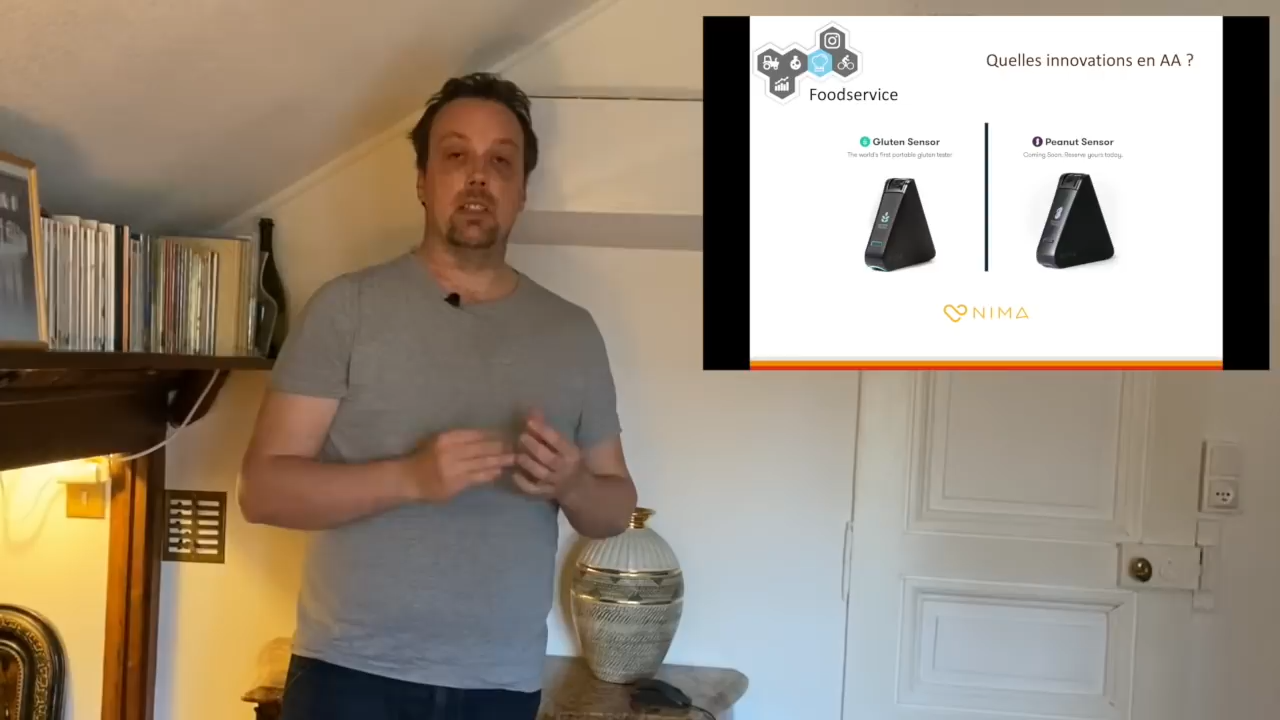 Quelles innovations en AA ?
Foodservice
Gluten Sensor
The world's first portable gluten tester
Peanut Sensor
Coming Soon. Reserve yours today.
NIMA